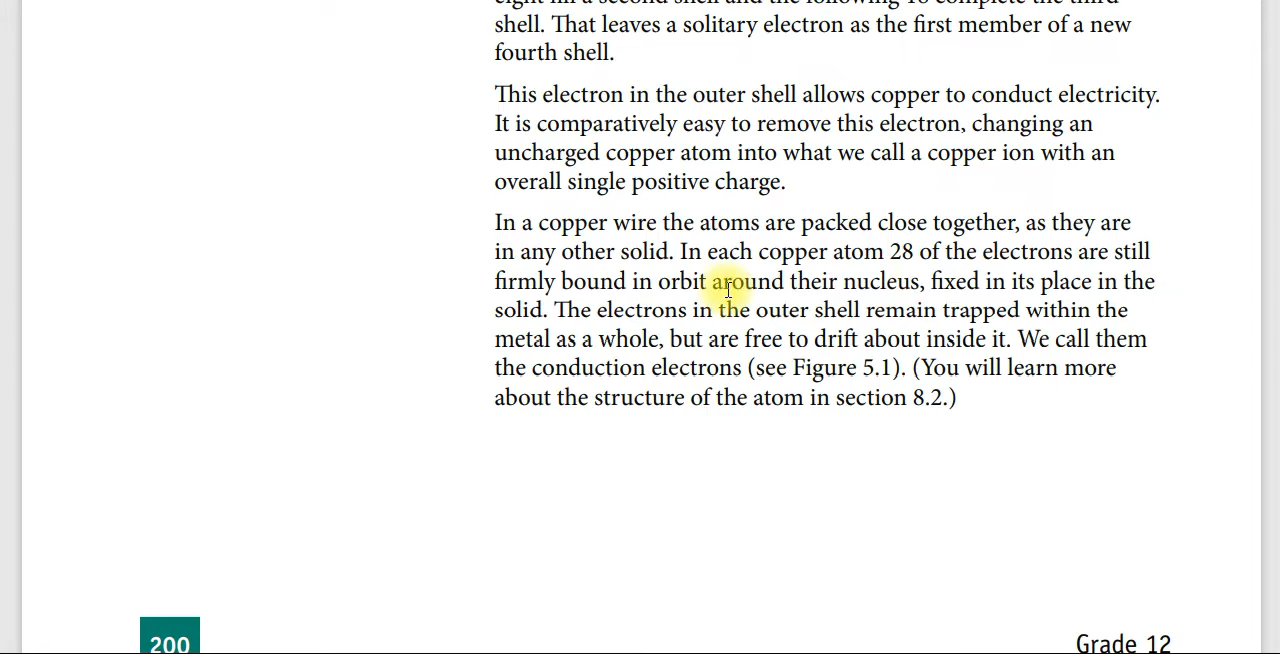 shell. That leaves a solitary electron as the first member of a new
fourth shell.
This electron in the outer shell allows copper to conduct electricity.
It is comparatively easy to remove this electron, changing an
uncharged copper atom into what we call a copper ion with an
overall single positive charge.
In a copper wire the atoms are packed close together, as they are
in any other solid. In each copper atom 28 of the electrons are still
firmly bound in orbit around their nucleus, fixed in its place in the
solid. The electrons in the outer shell remain trapped within the
metal as a whole, but are free to drift about inside it. We call them
the conduction electrons (see Figure 5.1). (You will learn more
about the structure of the atom in section 8.2.)
200
Grade 12